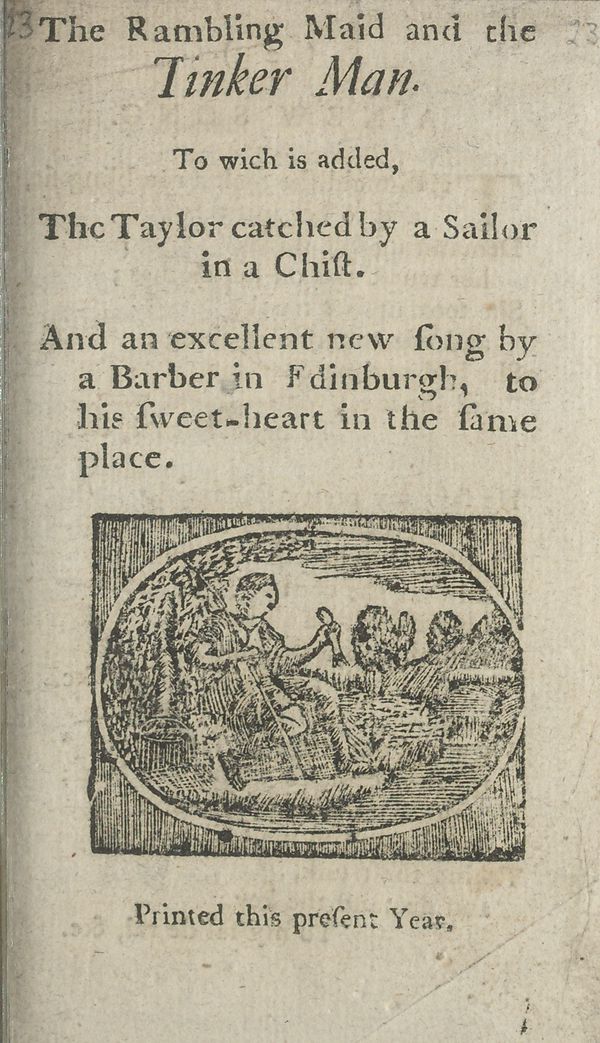 23 The Rambling Maid and the 23
Tinker Man.
To wich is added,
The Taylor catched by a Sailor
in a Chiſt.
And an excellent new ſong by
a Barber in Edinburgh, to
his ſweet-heart in the ſame
place.
Printed this preſent Year.